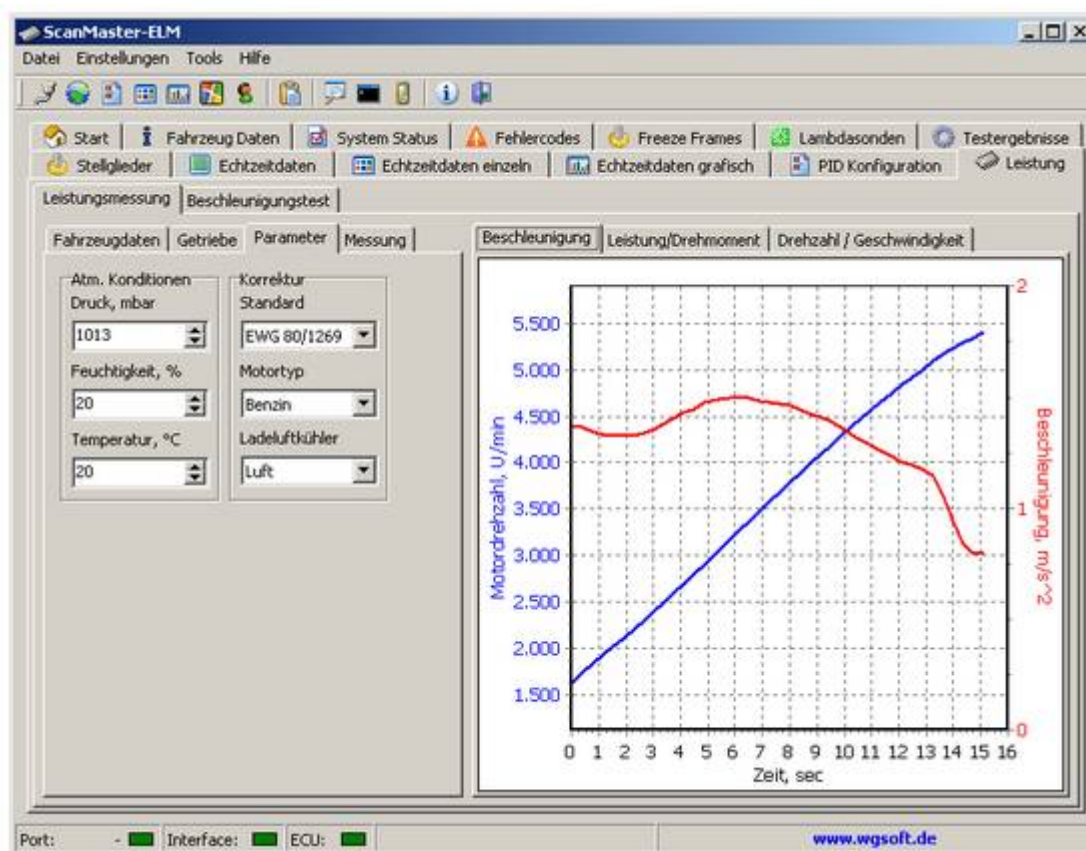 ScanMaster-ELM
Datei Einstellungen Tools Hilfe
Start Fahrzeug Daten System Status Fehlercodes Freeze Frames Lambdasonden Testergebnisse
Stellglieder Echtzeitdaten Echtzeitdaten einzeln Echtzeitdaten grafisch PID Konfiguration Leistung
Leistungsmessung Beschleunigungstest
Fahrzeugdaten Getriebe Parameter Messung
Atm. Konditionen
Druck, mbar
1013
Feuchtigkeit, %
20
Temperatur, °C
20
Korrektur
Standard
EWG 80/1269
Motortyp
Benzin
Ladeluftkühler
Luft
Beschleunigung Leistung/Drehmoment Drehzahl / Geschwindigkeit
Motordrehzahl, U/min
5.500
5.000
4.500
4.000
3.500
3.000
2.500
2.000
1.500
2
1
0
Beschleunigung, m/s^2
0 1 2 3 4 5 6 7 8 9 10 11 12 13 14 15 16
Zeit, sec
Port: - Interface: ECU: www.wgsoft.de